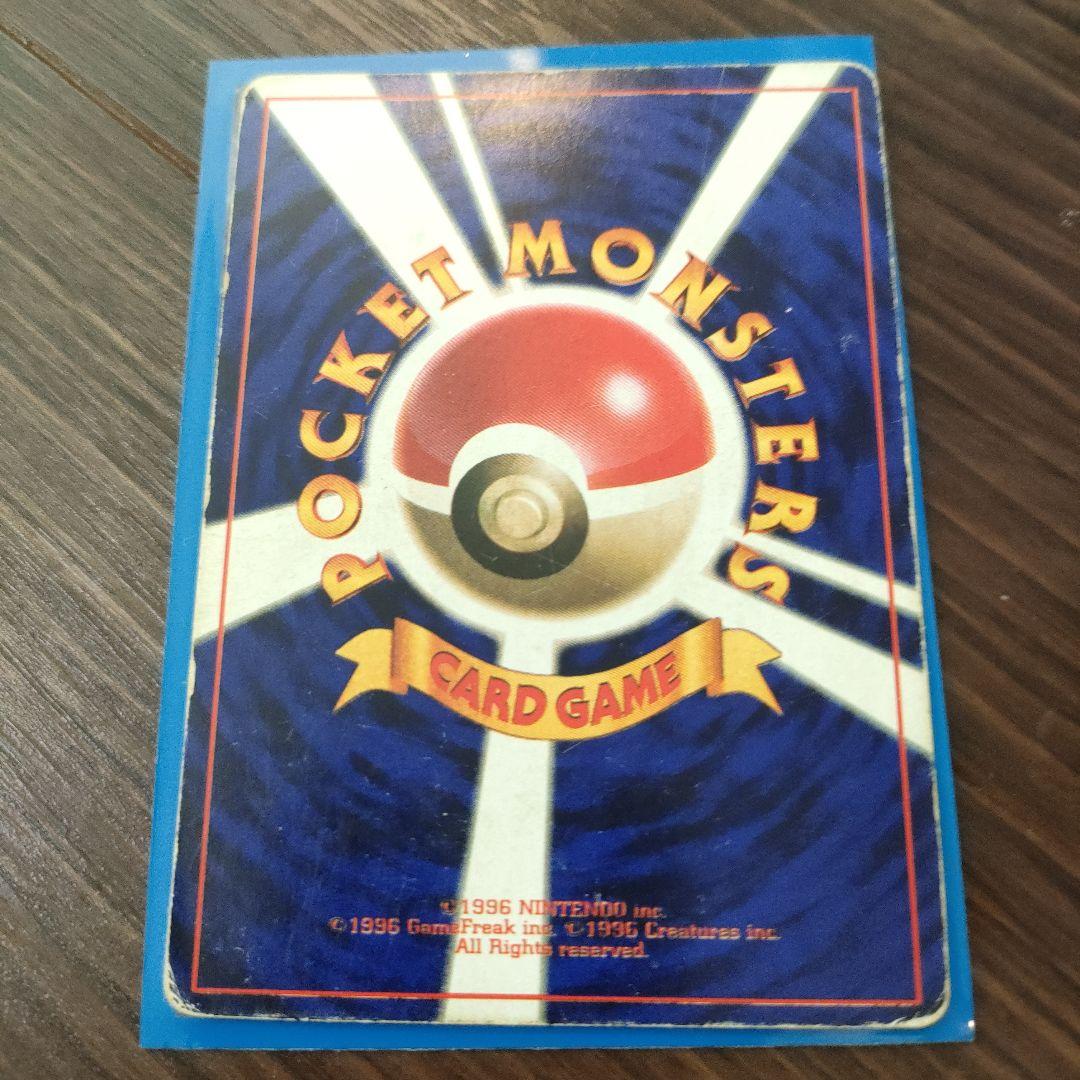 POCKET MONSTERS
CARD GAME
©1996 NINTENDO inc.
©1996 GameFreak inc. ©1996 Creatures inc.
All Rights reserved.